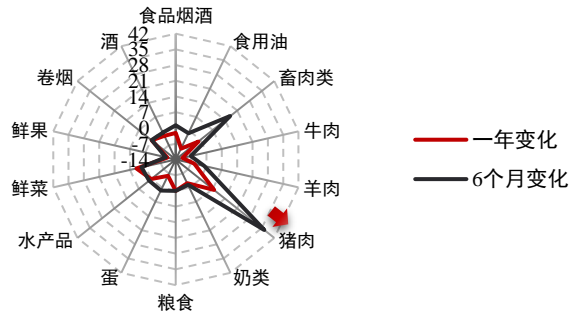 食品烟酒
食用油
畜肉类
牛肉
羊肉
猪肉
奶类
粮食
蛋
水产品
鲜菜
鲜果
卷烟
酒
42
35
28
21
14
7
0
-7
-14
一年变化
6个月变化